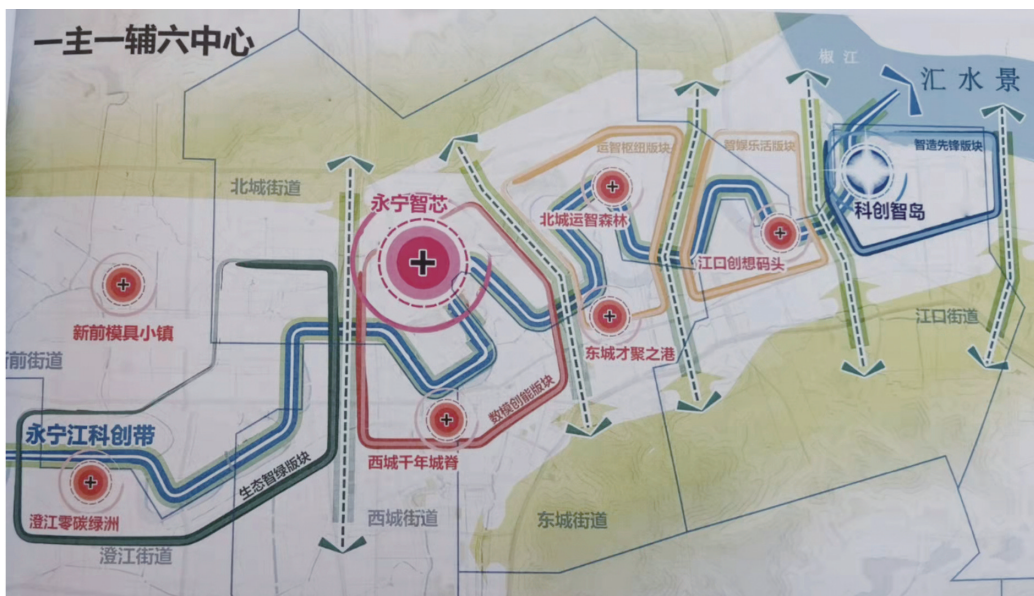 一主一辅六中心
椒江
汇水景
运智枢纽版块
智娱乐活版块
智造先锋版块
北城街道
永宁智芯
北城运智森林
科创智岛
江口创想码头
新前模具小镇
江口街道
东城才聚之港
新前街道
数模创能版块
永宁江科创带
西城千年城脊
生态智绿版块
澄江零碳绿洲
西城街道
东城街道
澄江街道